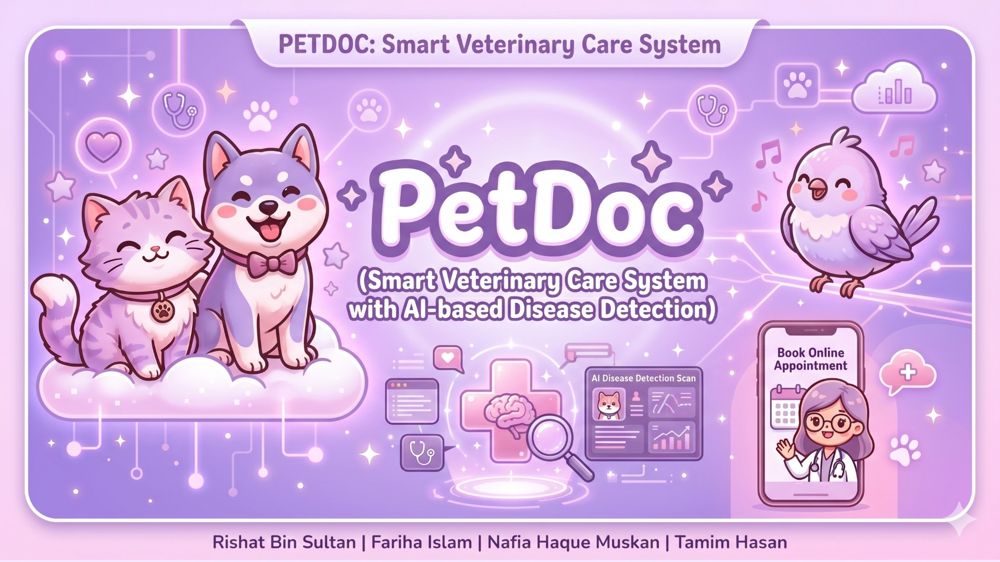 PETDOC: Smart Veterinary Care System
PetDoc
(Smart Veterinary Care System
with AI-based Disease Detection)
AI Disease Detection Scan
Book Online
Appointment
Rishat Bin Sultan | Fariha Islam | Nafia Haque Muskan | Tamim Hasan